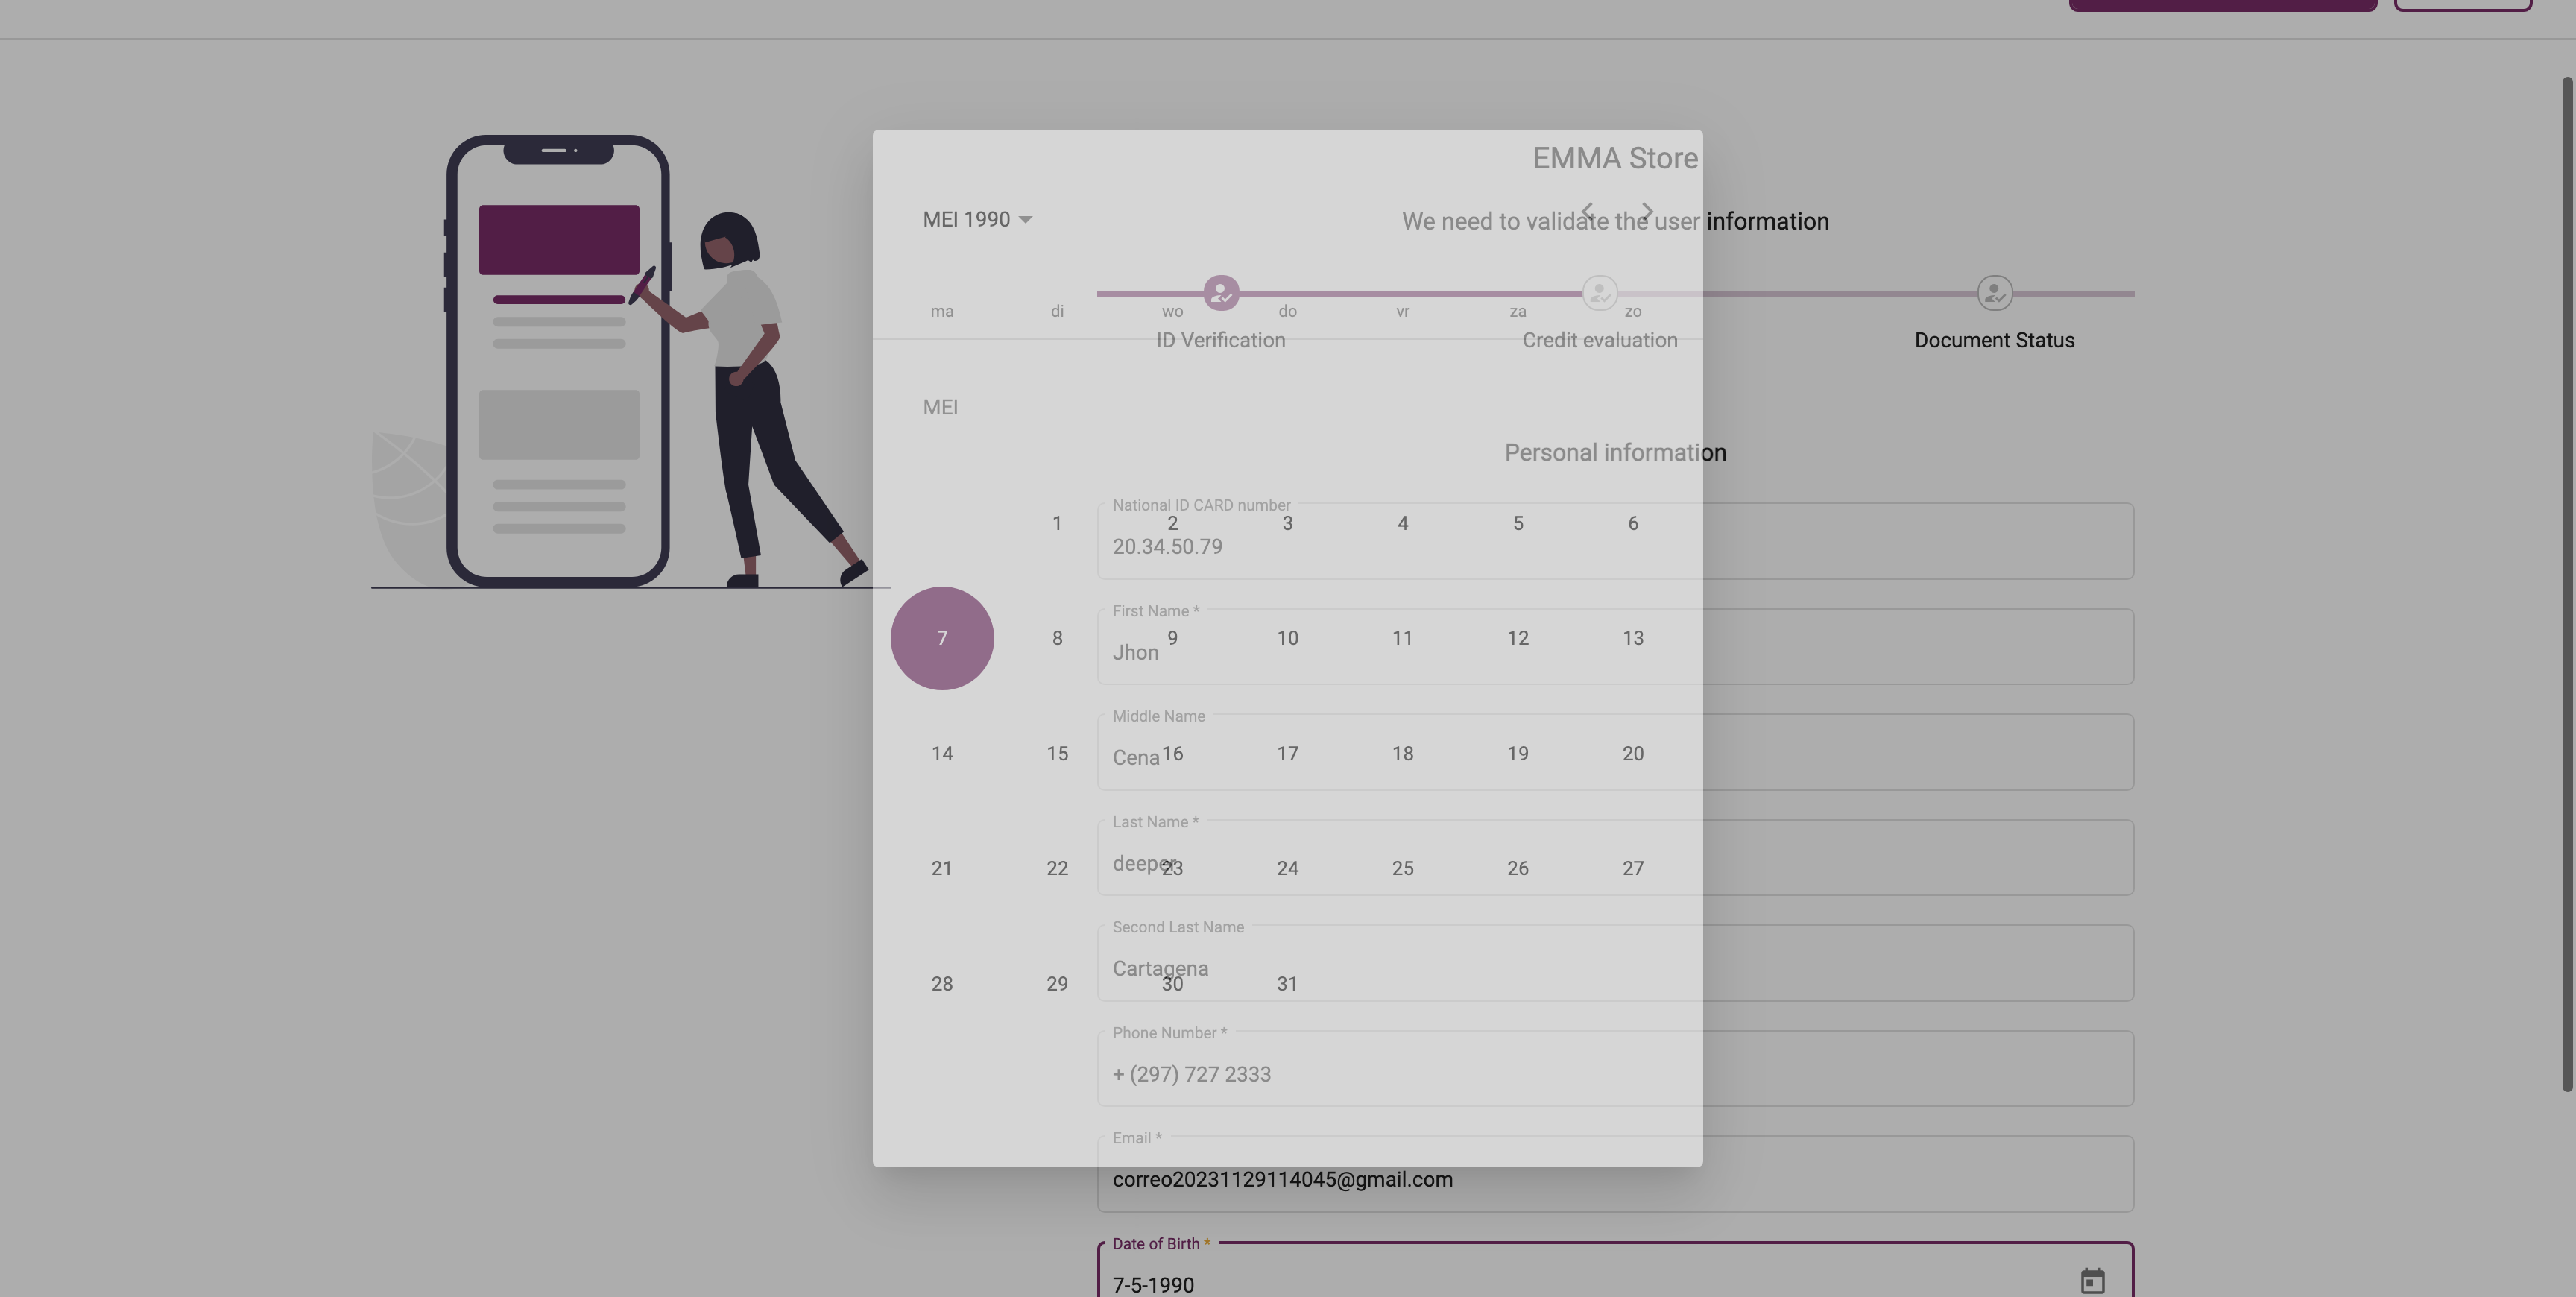 EMMA Store
MEI 1990
We need to validate the user information
ma di wo do vr za zo
ID Verification Credit evaluation Document Status
MEI
Personal information
National ID CARD number
1 2 3 4 5 6
20.34.50.79
First Name *
7 8 9 10 11 12 13
Jhon
Middle Name
14 15 16 17 18 19 20
Cena
Last Name *
deeper
21 22 23 24 25 26 27
Second Last Name
Cartagena
28 29 30 31
Phone Number *
+ (297) 727 2333
Email *
correo20231129114045@gmail.com
Date of Birth *
7-5-1990